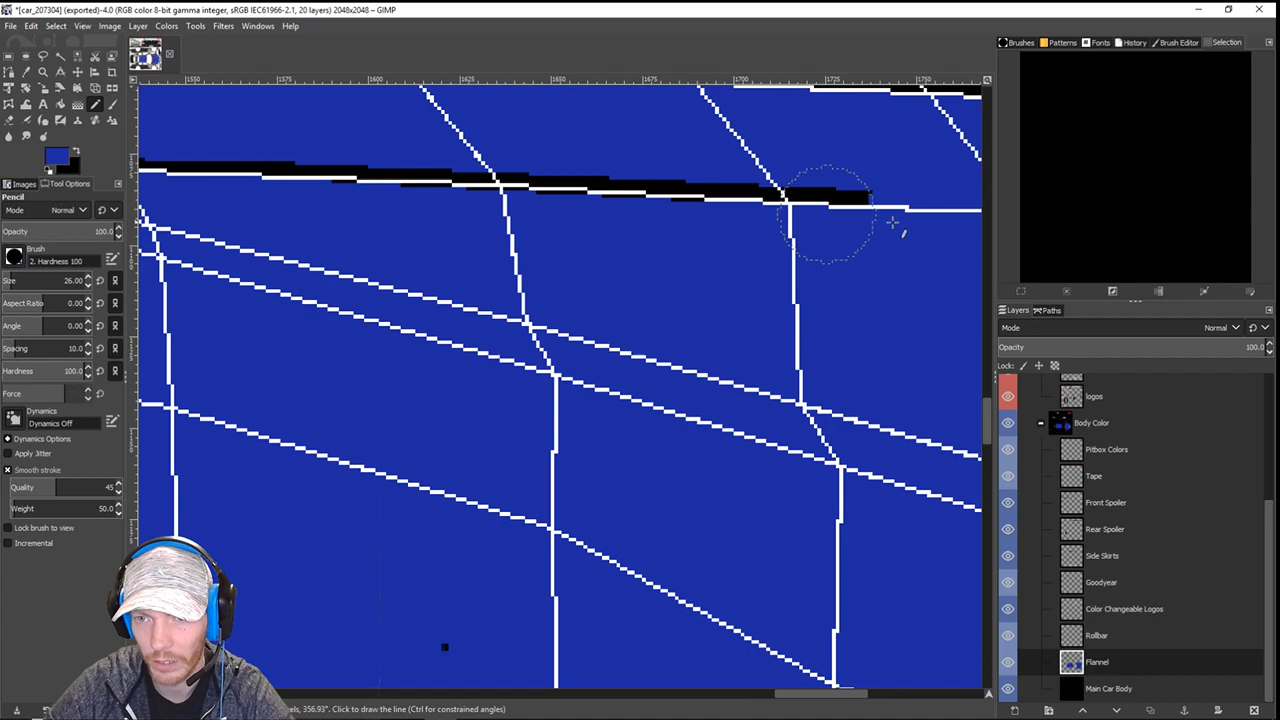 *[car_207304] (exported)-4.0 (RGB color 8-bit gamma integer, sRGB IEC61966-2.1, 20 layers) 2048x2048 – GIMP
File Edit Select View Image Layer Colors Tools Filters Windows Help
Brushes Patterns Fonts History Brush Editor Selection
1550 1575 1600 1625 1650 1675 1700 1725 1750
Images Tool Options
Pencil
Mode Normal
Opacity 100.0
Brush
2. Hardness 100
Size 26.00
Aspect Ratio 0.00
Angle 0.00
Spacing 10.0
Hardness 100.0
Force
Dynamics
Dynamics Off
Dynamics Options
Apply Jitter
Smooth stroke
Quality 45
Weight 50.0
Lock brush to view
Incremental
Layers Paths
Mode Normal
Opacity 100.0
Lock:
logos
Body Color
Pitbox Colors
Tape
Front Spoiler
Rear Spoiler
Side Skirts
Goodyear
Color Changeable Logos
Rollbar
Flannel
Main Car Body
356.93°. Click to draw the line (Ctrl for constrained angles)